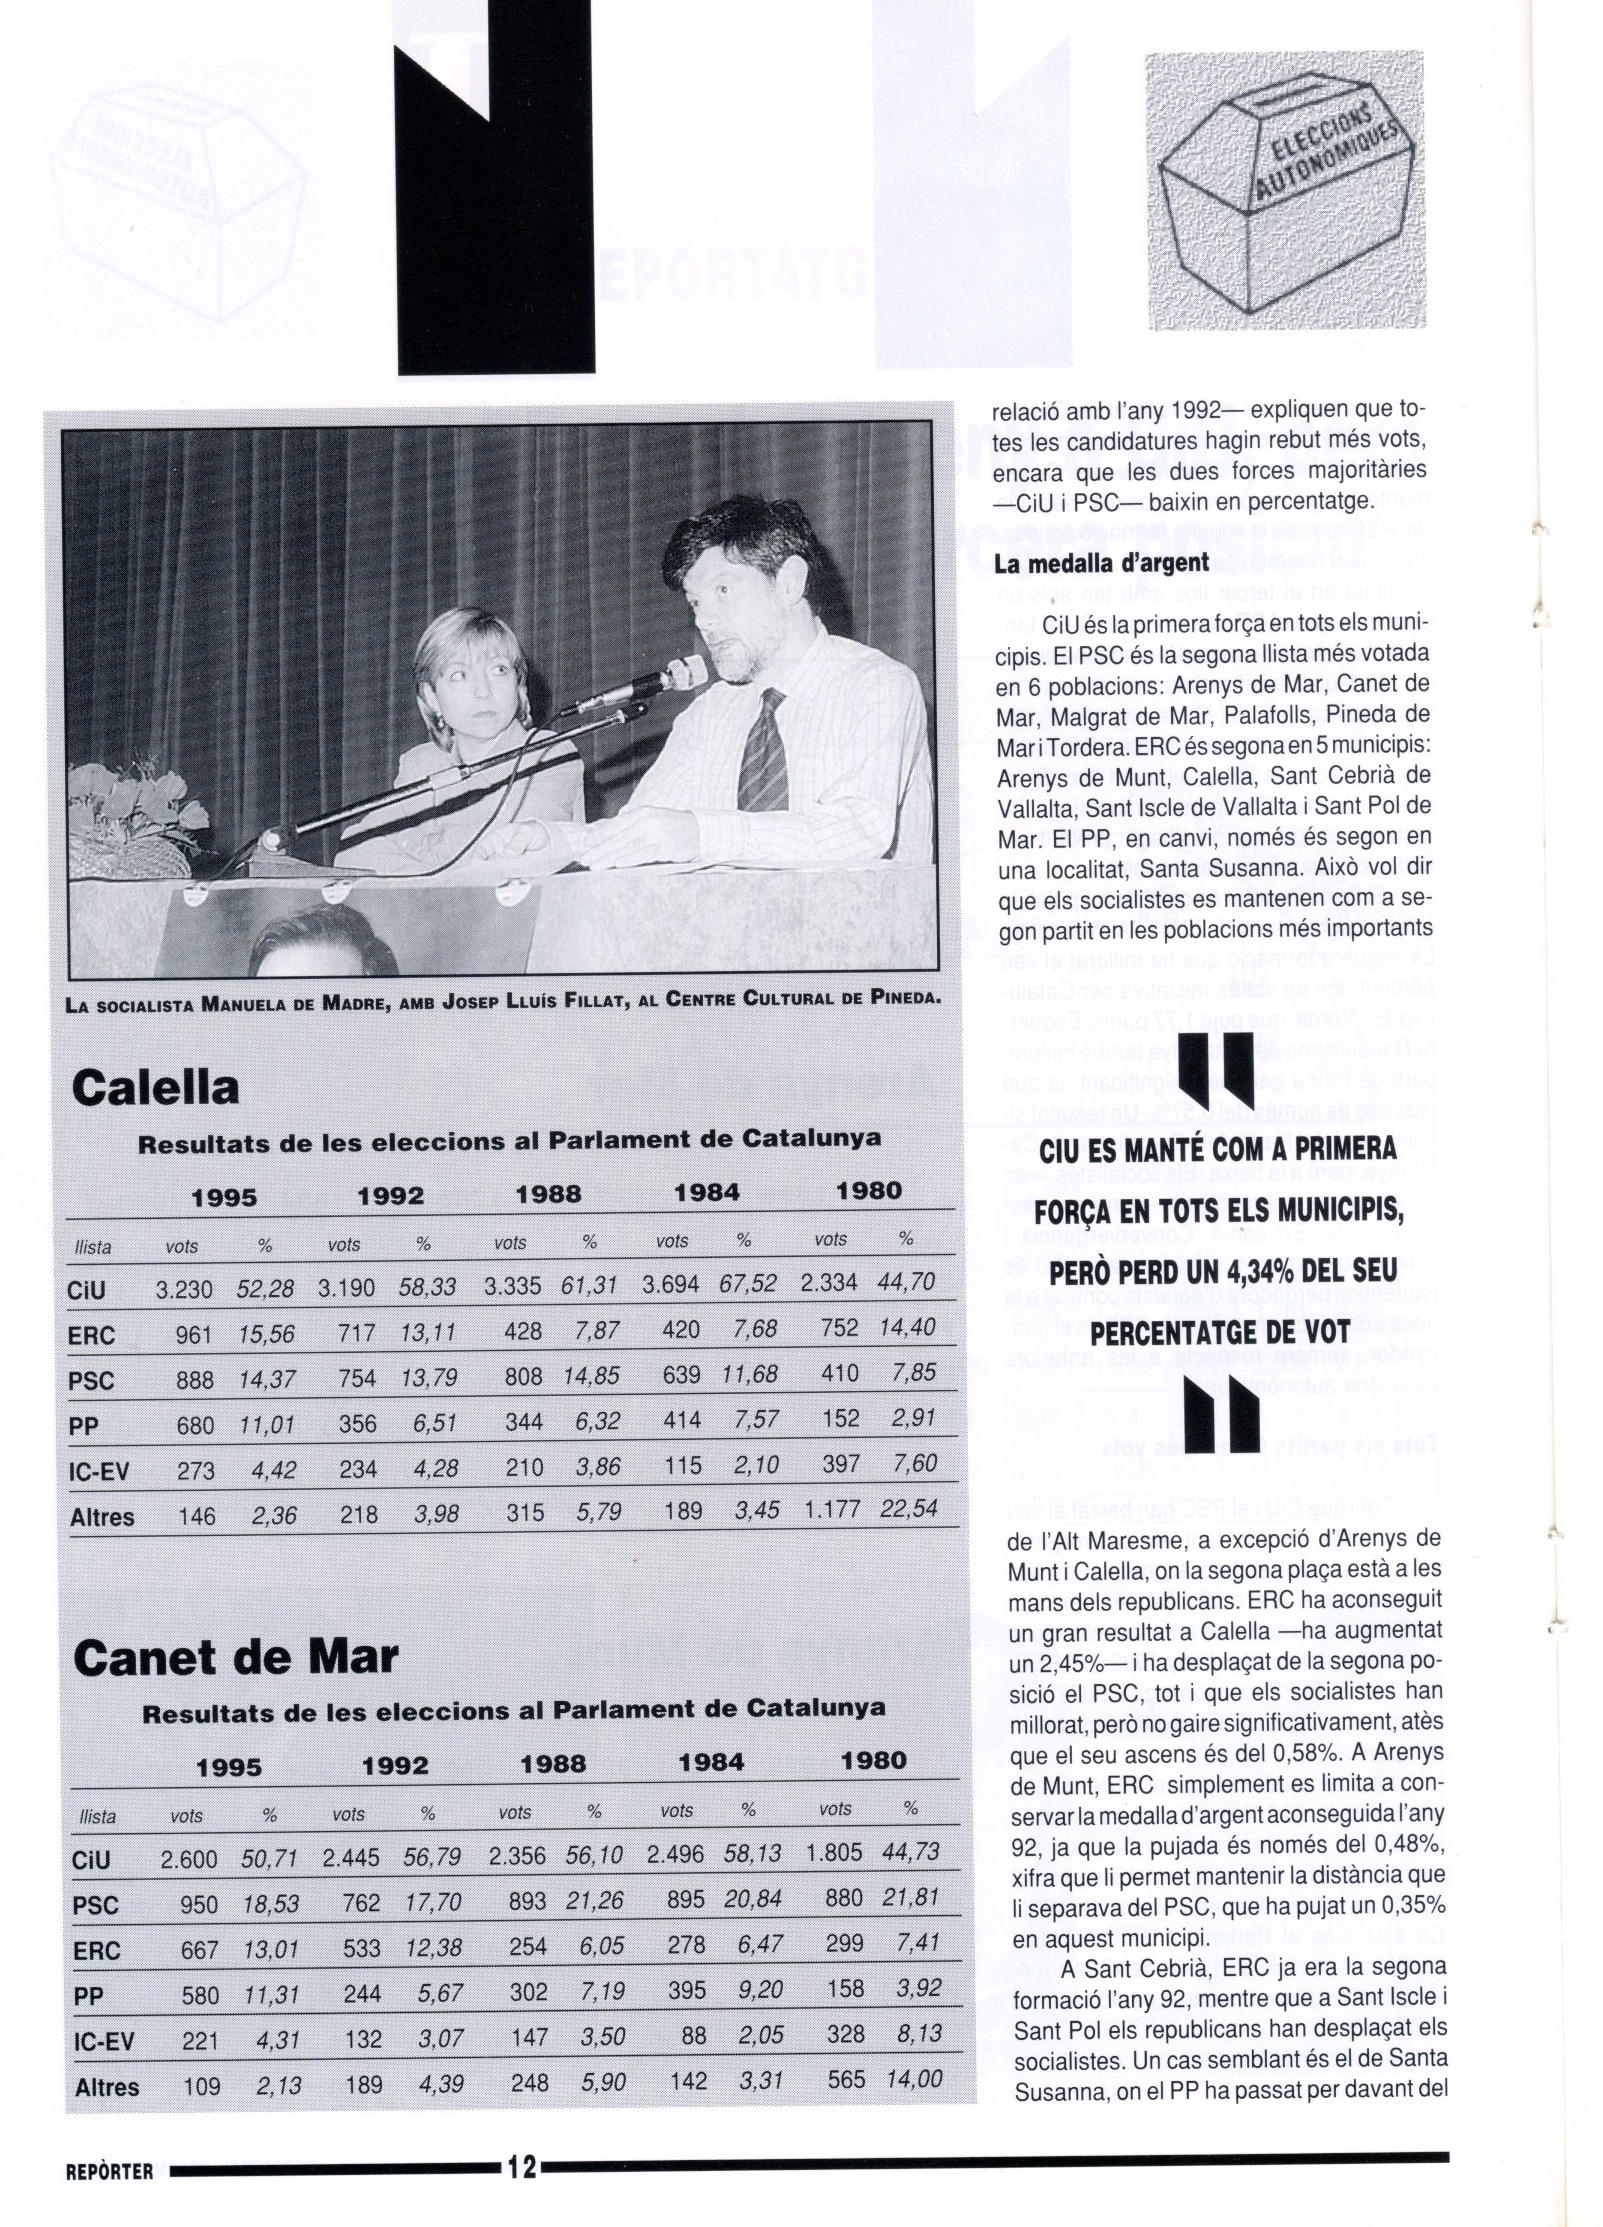 ELECCIONS
AUTONOMIQUES
relació amb l'any 1992— expliquen que to-
tes les candidatures hagin rebut més vots,
encara que les dues forces majoritàries
—CiU i PSC— baixin en percentatge.
La medalla d'argent
CiU és la primera força en tots els muni-
cipis. El PSC és la segona llista més votada
en 6 poblacions: Arenys de Mar, Canet de
Mar, Malgrat de Mar, Palafolls, Pineda de
Mar i Tordera. ERC és segona en 5 municipis:
Arenys de Munt, Calella, Sant Cebrià de
Vallalta, Sant Iscle de Vallalta i Sant Pol de
Mar. El PP, en canvi, només és segon en
una localitat, Santa Susanna. Això vol dir
que els socialistes es mantenen com a se-
gon partit en les poblacions més importants
LA SOCIALISTA MANUELA DE MADRE, AMB JOSEP LLUÍS FILLAT, AL CENTRE CULTURAL DE PINEDA.
Calella
Resultats de les eleccions al Parlament de Catalunya
1995 1992 1988 1984 1980
llista vots % vots % vots % vots % vots %
CiU 3.230 52,28 3.190 58,33 3.335 61,31 3.694 67,52 2.334 44,70
ERC 961 15,56 717 13,11 428 7,87 420 7,68 752 14,40
PSC 888 14,37 754 13,79 808 14,85 639 11,68 410 7,85
PP 680 11,01 356 6,51 344 6,32 414 7,57 152 2,91
IC-EV 273 4,42 234 4,28 210 3,86 115 2,10 397 7,60
Altres 146 2,36 218 3,98 315 5,79 189 3,45 1.177 22,54
Canet de Mar
Resultats de les eleccions al Parlament de Catalunya
1995 1992 1988 1984 1980
llista vots % vots % vots % vots % vots %
CiU 2.600 50,71 2.445 56,79 2.356 56,10 2.496 58,13 1.805 44,73
PSC 950 18,53 762 17,70 893 21,26 895 20,84 880 21,81
ERC 667 13,01 533 12,38 254 6,05 278 6,47 299 7,41
PP 580 11,31 244 5,67 302 7,19 395 9,20 158 3,92
IC-EV 221 4,31 132 3,07 147 3,50 88 2,05 328 8,13
Altres 109 2,13 189 4,39 248 5,90 142 3,31 565 14,00
CIU ES MANTÉ COM A PRIMERA
FORÇA EN TOTS ELS MUNICIPIS,
PERÒ PERD UN 4,34% DEL SEU
PERCENTATGE DE VOT
de l'Alt Maresme, a excepció d'Arenys de
Munt i Calella, on la segona plaça està a les
mans dels republicans. ERC ha aconseguit
un gran resultat a Calella —ha augmentat
un 2,45%— i ha desplaçat de la segona po-
sició el PSC, tot i que els socialistes han
millorat, però no gaire significativament, atès
que el seu ascens és del 0,58%. A Arenys
de Munt, ERC simplement es limita a con-
servar la medalla d'argent aconseguida l'any
92, ja que la pujada és només del 0,48%,
xifra que li permet mantenir la distància que
li separava del PSC, que ha pujat un 0,35%
en aquest municipi.
A Sant Cebrià, ERC ja era la segona
formació l'any 92, mentre que a Sant Iscle i
Sant Pol els republicans han desplaçat els
socialistes. Un cas semblant és el de Santa
Susanna, on el PP ha passat per davant del
REPÒRTER 12